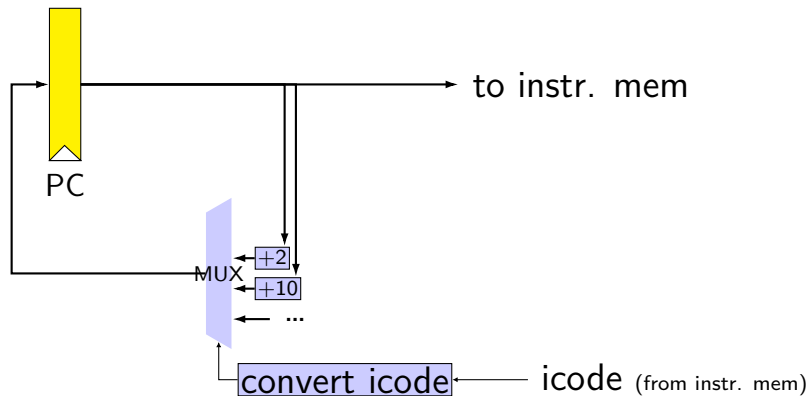 to instr. mem
PC
+2
MUX
+10
...
convert icode
icode (from instr. mem)